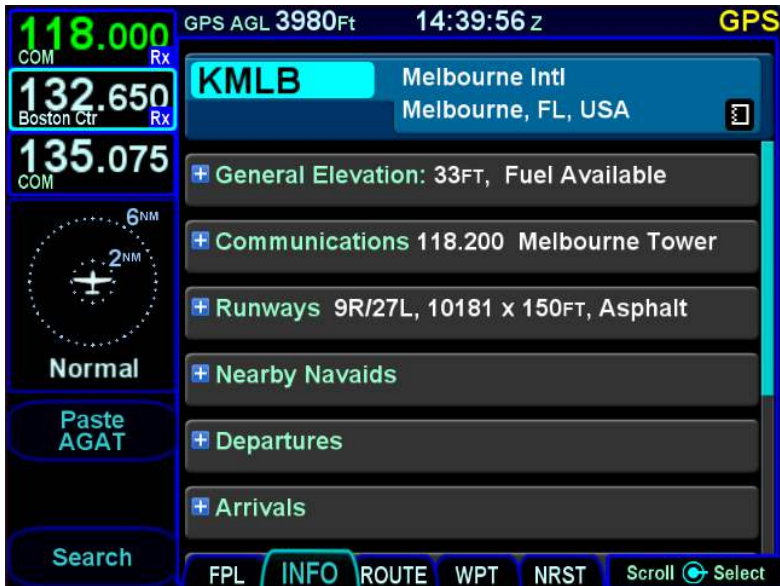 118.000
COM Rx
132.650
Boston Ctr Rx
135.075
COM
6NM
2NM
Normal
Paste
AGAT
Search
GPS AGL 3980Ft 14:39:56 Z GPS
KMLB
Melbourne Intl
Melbourne, FL, USA
General Elevation: 33FT, Fuel Available
Communications 118.200 Melbourne Tower
Runways 9R/27L, 10181 x 150FT, Asphalt
Nearby Navaids
Departures
Arrivals
FPL INFO ROUTE WPT NRST Scroll Select